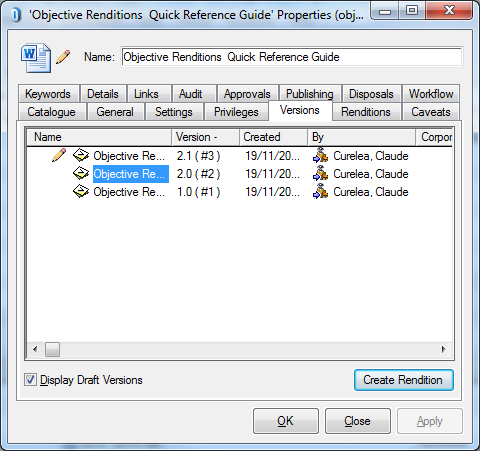 'Objective Renditions Quick Reference Guide' Properties (obj...
Name: Objective Renditions Quick Reference Guide
Keywords Details Links Audit Approvals Publishing Disposals Workflow
Catalogue General Settings Privileges Versions Renditions Caveats
Name Version - Created By Corpor
Objective Re... 2.1 ( #3 ) 19/11/20... Curelea, Claude
Objective Re... 2.0 ( #2 ) 19/11/20... Curelea, Claude
Objective Re... 1.0 ( #1 ) 19/11/20... Curelea, Claude
Display Draft Versions Create Rendition
OK Close Apply